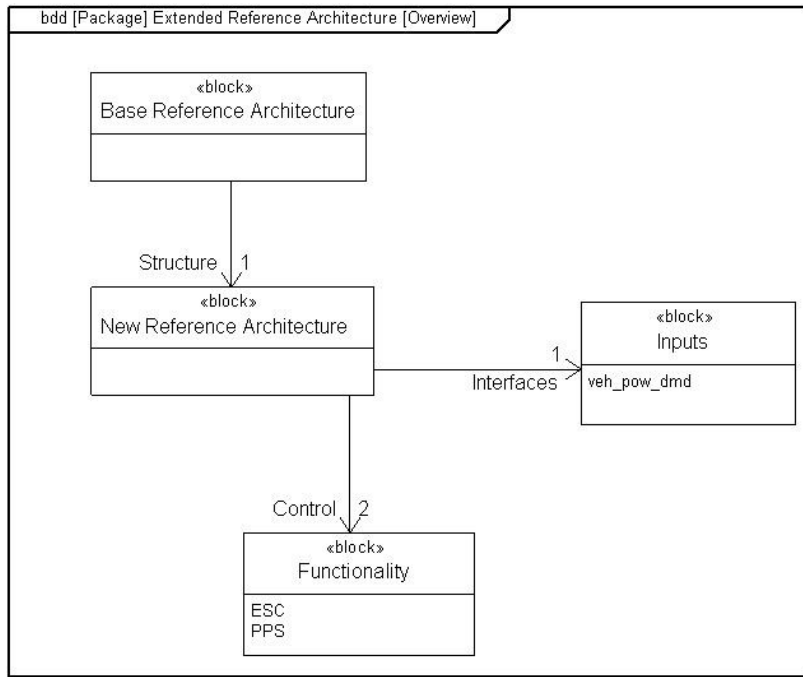 bdd [Package] Extended Reference Architecture [Overview]
«block»
Base Reference Architecture
Structure 1
«block»
New Reference Architecture
1
Interfaces
«block»
Inputs
veh_pow_dmd
Control 2
«block»
Functionality
ESC
PPS